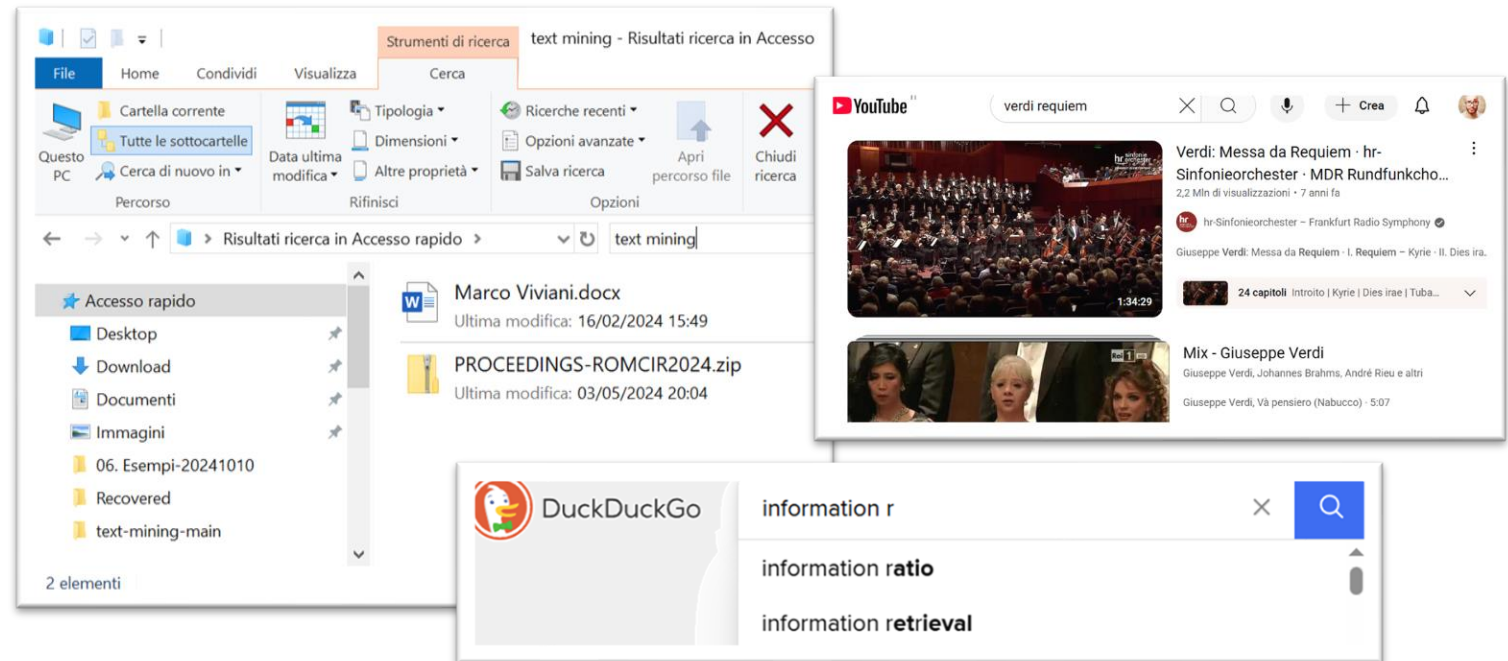 Strumenti di ricerca
text mining - Risultati ricerca in Accesso
File
Home
Condividi
Visualizza
Cerca
Questo PC
Cartella corrente
Tutte le sottocartelle
Cerca di nuovo in
Percorso
Data ultima modifica
Tipologia
Dimensioni
Altre proprietà
Rifinisci
Ricerche recenti
Opzioni avanzate
Salva ricerca
Apri percorso file
Opzioni
Chiudi ricerca
Risultati ricerca in Accesso rapido
text mining
Accesso rapido
Desktop
Download
Documenti
Immagini
06. Esempi-20241010
Recovered
text-mining-main
Marco Viviani.docx
Ultima modifica: 16/02/2024 15:49
PROCEEDINGS-ROMCIR2024.zip
Ultima modifica: 03/05/2024 20:04
2 elementi
YouTube
verdi requiem
Crea
hr sinfonie orchester
1:34:29
Verdi: Messa da Requiem · hr-
Sinfonieorchester · MDR Rundfunkcho...
2,2 Mln di visualizzazioni • 7 anni fa
hr-Sinfonieorchester – Frankfurt Radio Symphony
Giuseppe Verdi: Messa da Requiem · I. Requiem – Kyrie · II. Dies ira.
24 capitoli Introito | Kyrie | Dies irae | Tuba...
Rai 1
Mix - Giuseppe Verdi
Giuseppe Verdi, Johannes Brahms, André Rieu e altri
Giuseppe Verdi, Và pensiero (Nabucco) · 5:07
DuckDuckGo
information r
information ratio
information retrieval